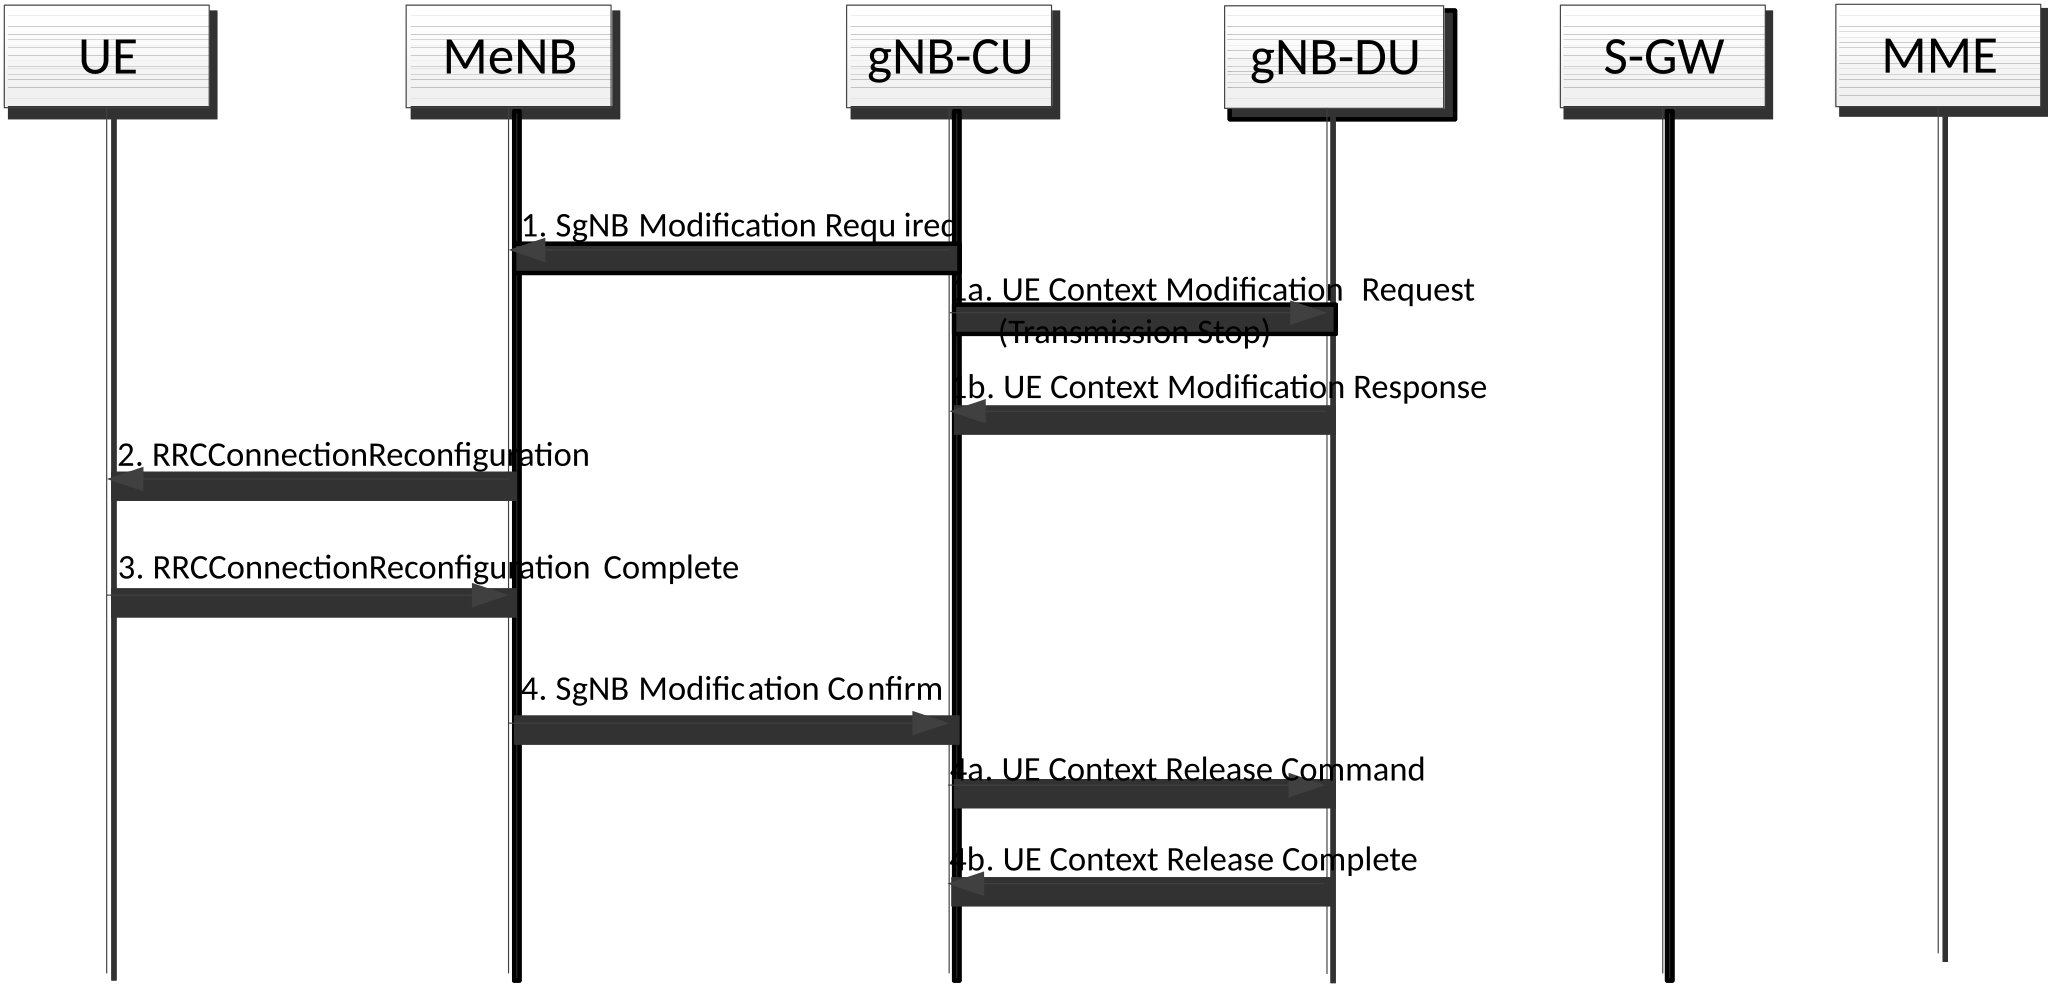 UE MeNB gNB-CU gNB-DU S-GW MME
1. SgNB Modification Required
1a. UE Context Modification Request
(Transmission Stop)
1b. UE Context Modification Response
2. RRCConnectionReconfiguration
3. RRCConnectionReconfiguration Complete
4. SgNB Modification Confirm
4a. UE Context Release Command
4b. UE Context Release Complete